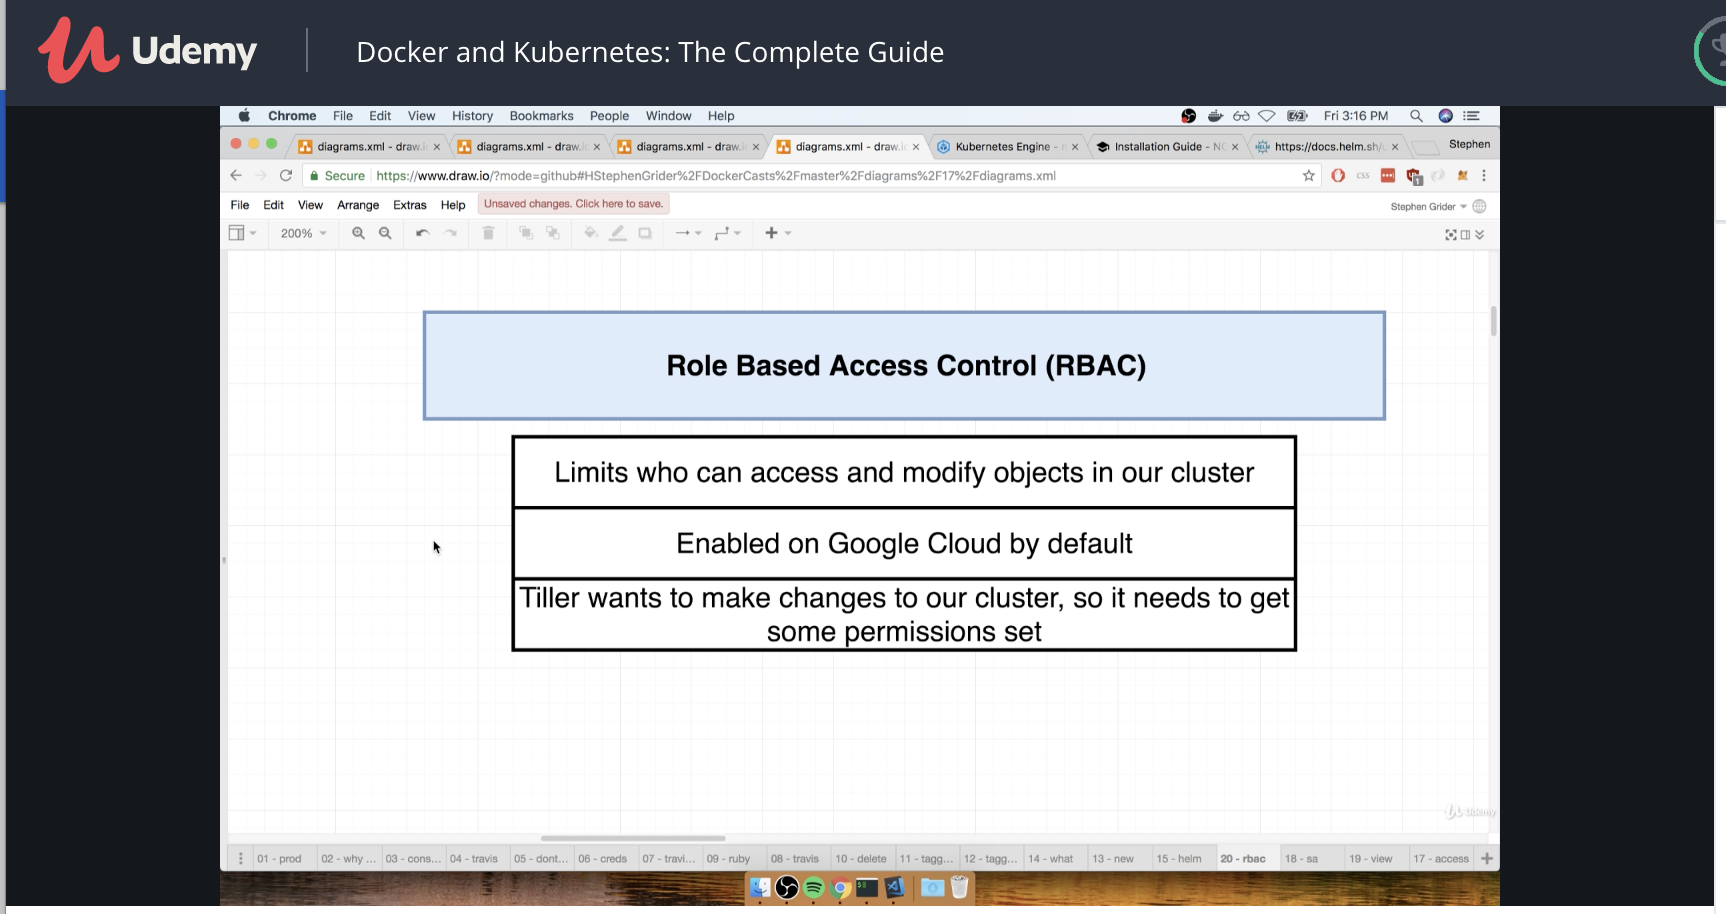 Udemy
Docker and Kubernetes: The Complete Guide
Chrome File Edit View History Bookmarks People Window Help
Fri 3:16 PM
diagrams.xml - draw.i
diagrams.xml - draw.i
diagrams.xml - draw.i
diagrams.xml - draw.i
Kubernetes Engine -
Installation Guide - NG
https://docs.helm.sh/u
Stephen
Secure
https://www.draw.io/?mode=github#HStephenGrider%2FDockerCasts%2Fmaster%2Fdiagrams%2F17%2Fdiagrams.xml
css
1
File Edit View Arrange Extras Help
Unsaved changes. Click here to save.
Stephen Grider
200%
Role Based Access Control (RBAC)
Limits who can access and modify objects in our cluster
Enabled on Google Cloud by default
Tiller wants to make changes to our cluster, so it needs to get
some permissions set
Udemy
01 - prod
02 - why ...
03 - cons...
04 - travis
05 - dont...
06 - creds
07 - travi...
09 - ruby
08 - travis
10 - delete
11 - tagg...
12 - tagg...
14 - what
13 - new
15 - helm
20 - rbac
18 - sa
19 - view
17 - access